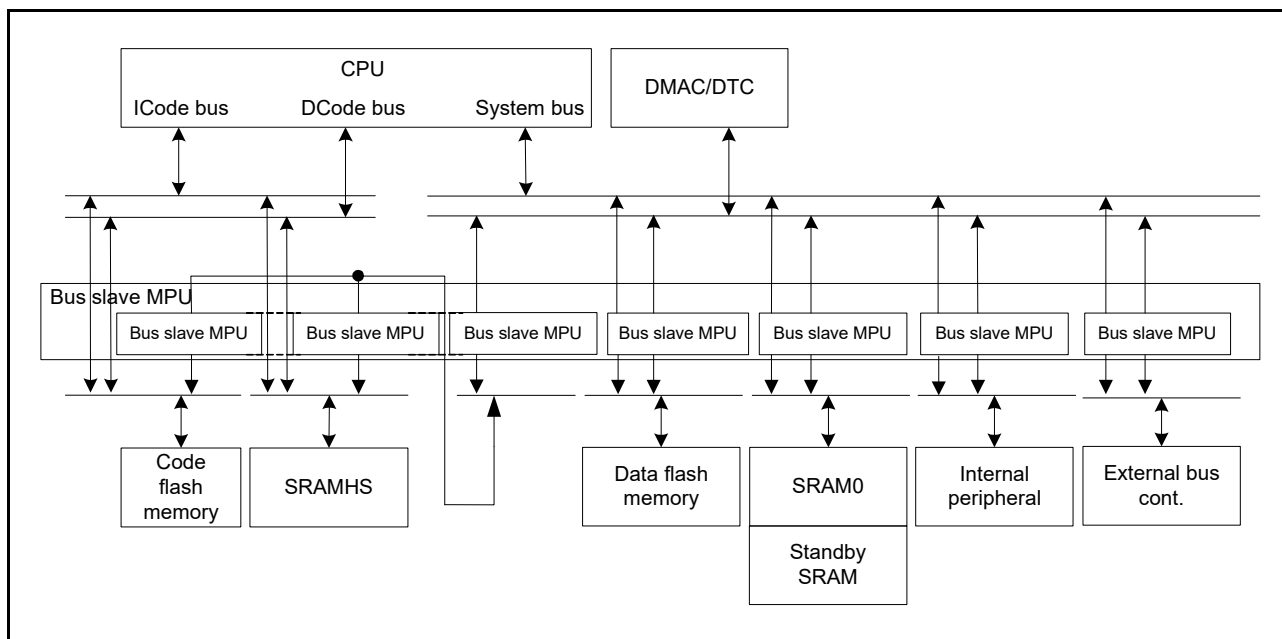 CPU
DMAC/DTC
ICode bus
DCode bus
System bus
Bus slave MPU
Bus slave MPU
Bus slave MPU
Bus slave MPU
Bus slave MPU
Bus slave MPU
Bus slave MPU
Bus slave MPU
Code
flash
memory
SRAMHS
Data flash
memory
SRAM0
Standby
SRAM
Internal
peripheral
External bus
cont.